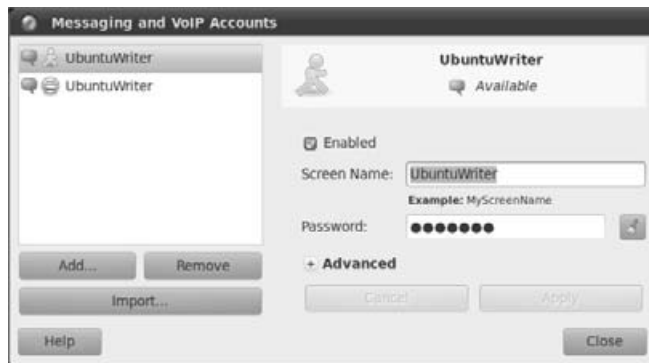 Messaging and VoIP Accounts
UbuntuWriter
UbuntuWriter
Add...
Remove
Import...
Help
UbuntuWriter
Available
Enabled
Screen Name:
UbuntuWriter
Example: MyScreenName
Password:
●●●●●●●
+ Advanced
Cancel
Apply
Close